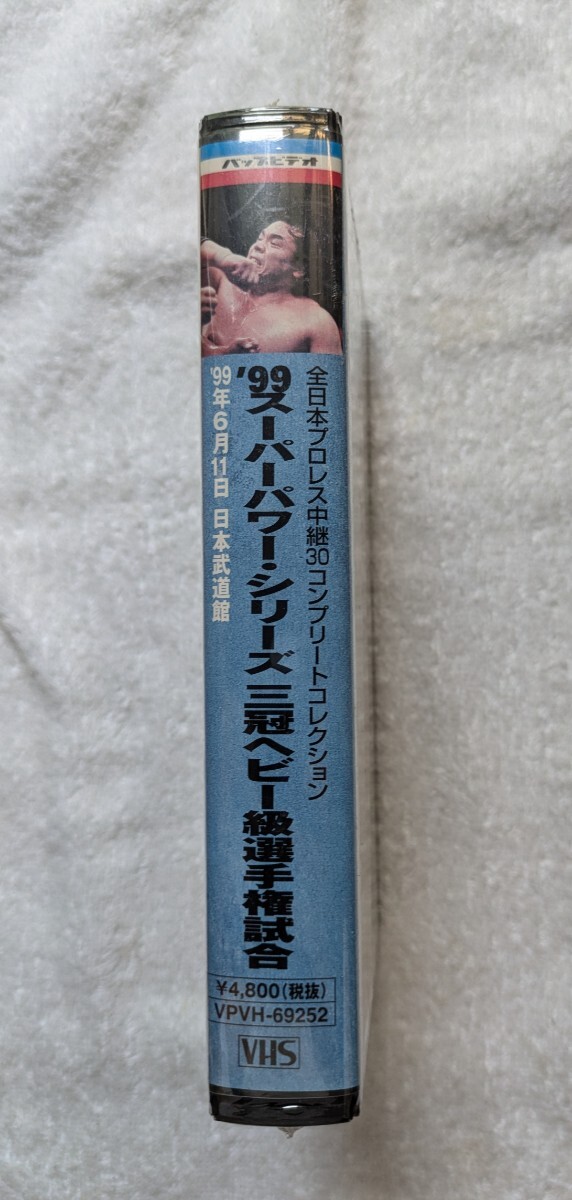 バップビデオ
全日本プロレス中継30コンプリートコレクション
'99スーパーパワー・シリーズ 三冠ヘビー級選手権試合
'99年6月11日 日本武道館
¥4,800(税抜)
VPVH-69252
VHS